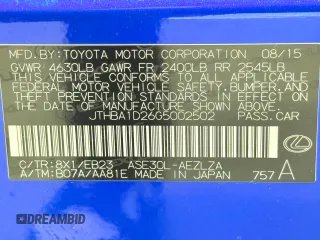 MFD. BY: TOYOTA MOTOR CORPORATION 08/15
GVWR 4630LB GAWR FR 2400LB RR 2545LB
THIS VEHICLE CONFORMS TO ALL APPLICABLE
FEDERAL MOTOR VEHICLE SAFETY, BUMPER, AND
THEFT PREVENTION STANDARDS IN EFFECT ON
THE DATE OF MANUFACTURE SHOWN ABOVE.
JTHBA1D26G5002502 PASS.CAR
C/TR: 8X1/EB23 ASE30L-AEZLZA
A/TM: B07A/AA81E MADE IN JAPAN 757 A
AUTOBIDMASTER